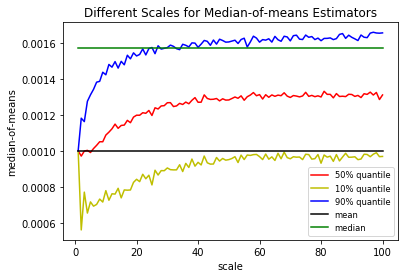 Different Scales for Median-of-means Estimators
median-of-means
0.0016
0.0014
0.0012
0.0010
0.0008
0.0006
50% quantile
10% quantile
90% quantile
mean
median
0 20 40 60 80 100
scale